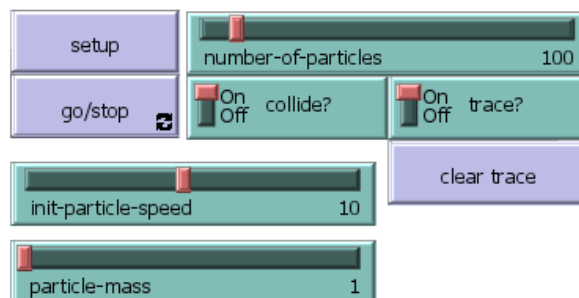 setup
number-of-particles 100
go/stop
On
Off
collide?
On
Off
trace?
clear trace
init-particle-speed 10
particle-mass 1